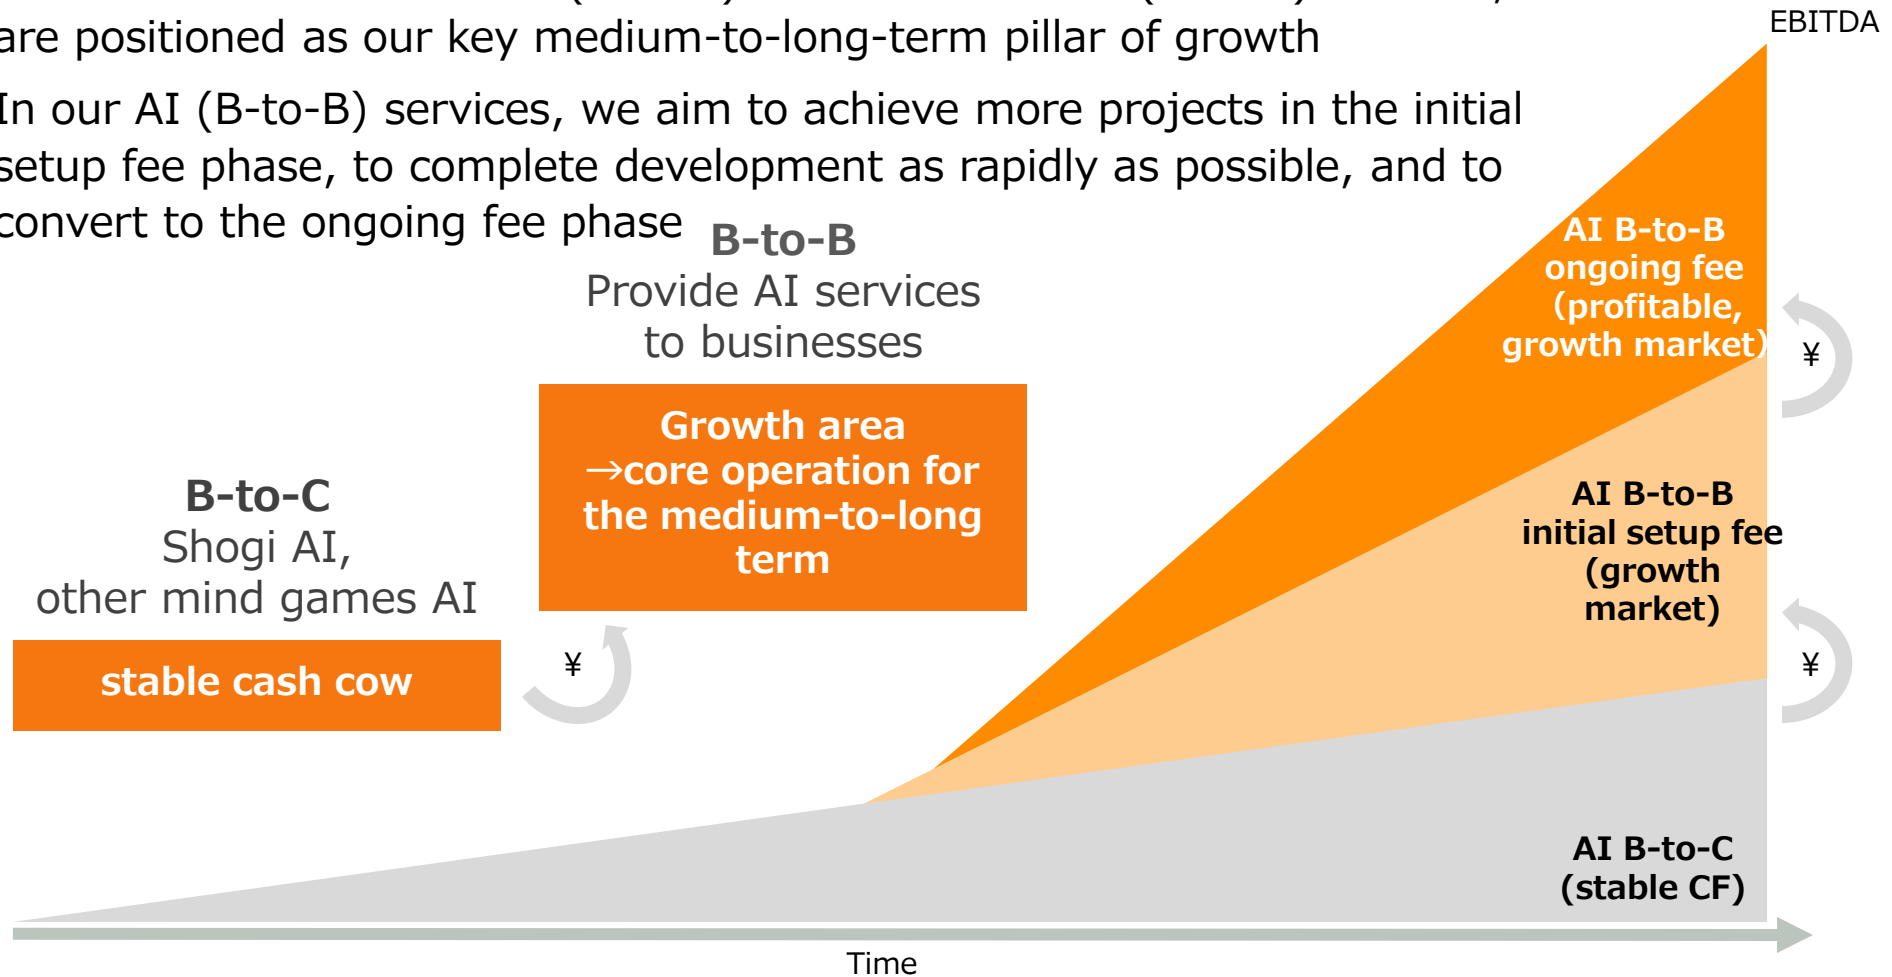 are positioned as our key medium-to-long-term pillar of growth
In our AI (B-to-B) services, we aim to achieve more projects in the initial
setup fee phase, to complete development as rapidly as possible, and to
convert to the ongoing fee phase
EBITDA
B-to-B
Provide AI services
to businesses
Growth area
→core operation for
the medium-to-long
term
B-to-C
Shogi AI,
other mind games AI
stable cash cow
¥
AI B-to-B
ongoing fee
(profitable,
growth market)
¥
AI B-to-B
initial setup fee
(growth
market)
¥
AI B-to-C
(stable CF)
Time